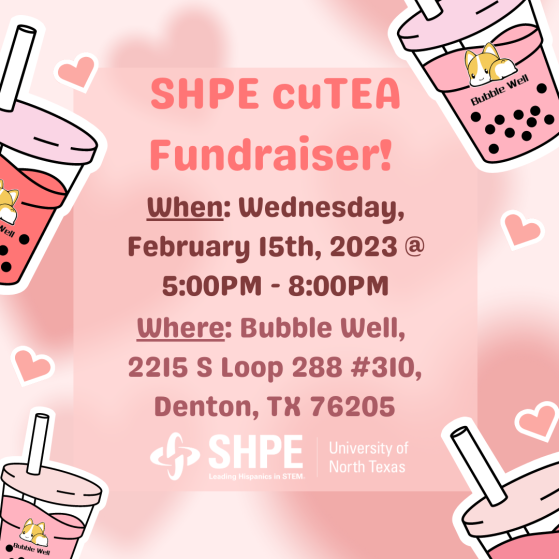 SHPE cuTEA
Fundraiser!
When: Wednesday,
February 15th, 2023 @
5:00PM - 8:00PM
Where: Bubble Well,
2215 S Loop 288 #310,
Denton, TX 76205
SHPE
Leading Hispanics in STEM.
University of
North Texas
Bubble Well
Well
Bubble Well